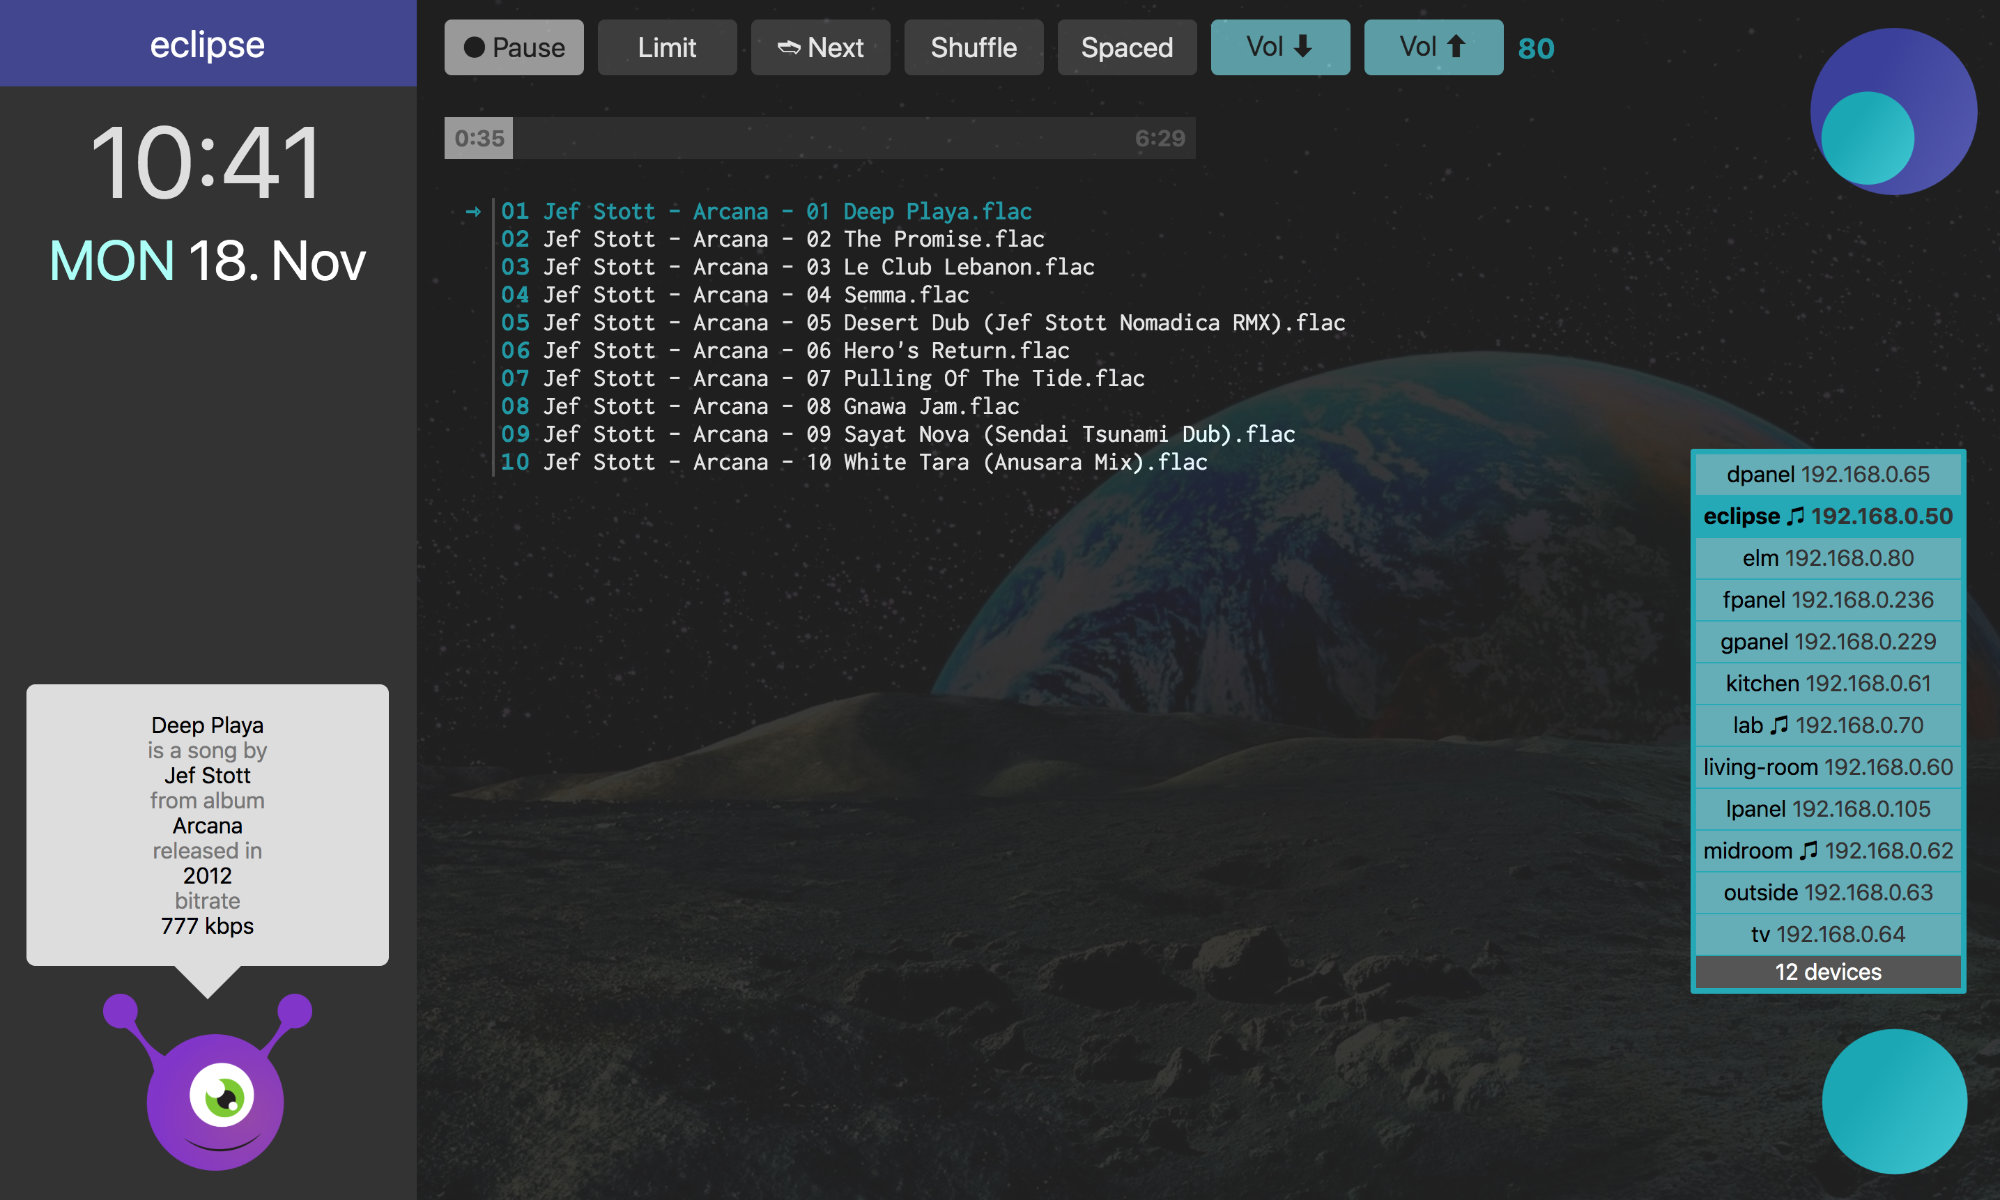 eclipse
10:41
MON 18. Nov
Deep Playa
is a song by
Jef Stott
from album
Arcana
released in
2012
bitrate
777 kbps
● Pause Limit ➬ Next Shuffle Spaced Vol ⬇ Vol ⬆ 80
0:35 6:29
→ 01 Jef Stott - Arcana - 01 Deep Playa.flac
02 Jef Stott - Arcana - 02 The Promise.flac
03 Jef Stott - Arcana - 03 Le Club Lebanon.flac
04 Jef Stott - Arcana - 04 Semma.flac
05 Jef Stott - Arcana - 05 Desert Dub (Jef Stott Nomadica RMX).flac
06 Jef Stott - Arcana - 06 Hero's Return.flac
07 Jef Stott - Arcana - 07 Pulling Of The Tide.flac
08 Jef Stott - Arcana - 08 Gnawa Jam.flac
09 Jef Stott - Arcana - 09 Sayat Nova (Sendai Tsunami Dub).flac
10 Jef Stott - Arcana - 10 White Tara (Anusara Mix).flac
dpanel 192.168.0.65
eclipse ♫ 192.168.0.50
elm 192.168.0.80
fpanel 192.168.0.236
gpanel 192.168.0.229
kitchen 192.168.0.61
lab ♫ 192.168.0.70
living-room 192.168.0.60
lpanel 192.168.0.105
midroom ♫ 192.168.0.62
outside 192.168.0.63
tv 192.168.0.64
12 devices